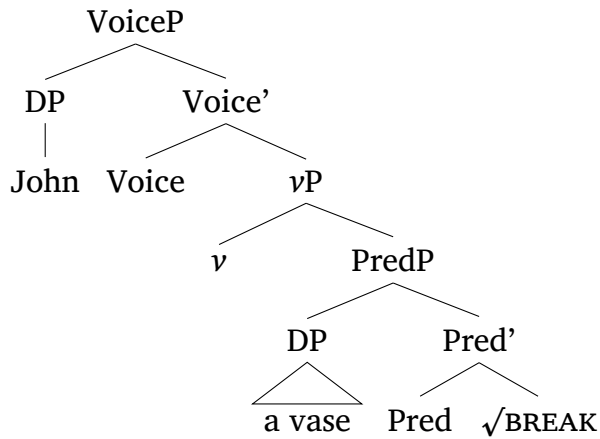 VoiceP
DP Voice’
John Voice vP
v PredP
DP Pred’
a vase Pred √BREAK